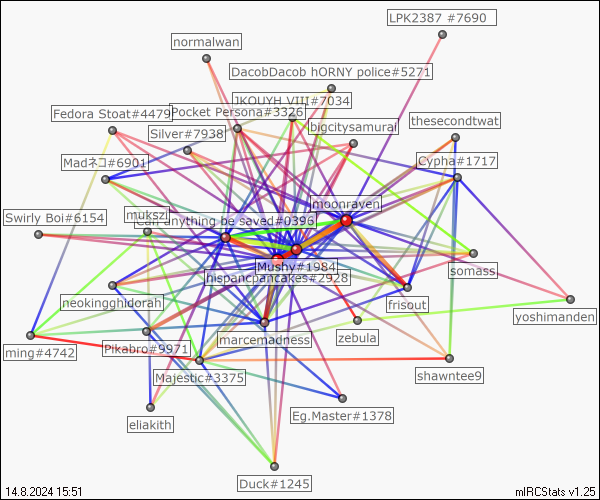 LPK2387 #7690
normalwan
DacobDacob hORNY police#5271
JKOUYH VIII#7034
Fedora Stoat#4479
Pocket Persona#3326
thesecondtwat
Silver#7938
bigcitysamurai
Madネコ#6901
Cypha#1717
moonraven
Swirly Boi#6154
mukszi
Can anything be saved#0396
Mushy#1984
somass
hispancpancakes#2928
neokingghidorah
frisout
yoshimanden
marcemadness
zebula
ming#4742
Pikabro#9971
Majestic#3375
shawntee9
Eg.Master#1378
eliakith
Duck#1245
14.8.2024 15:51
mIRCStats v1.25